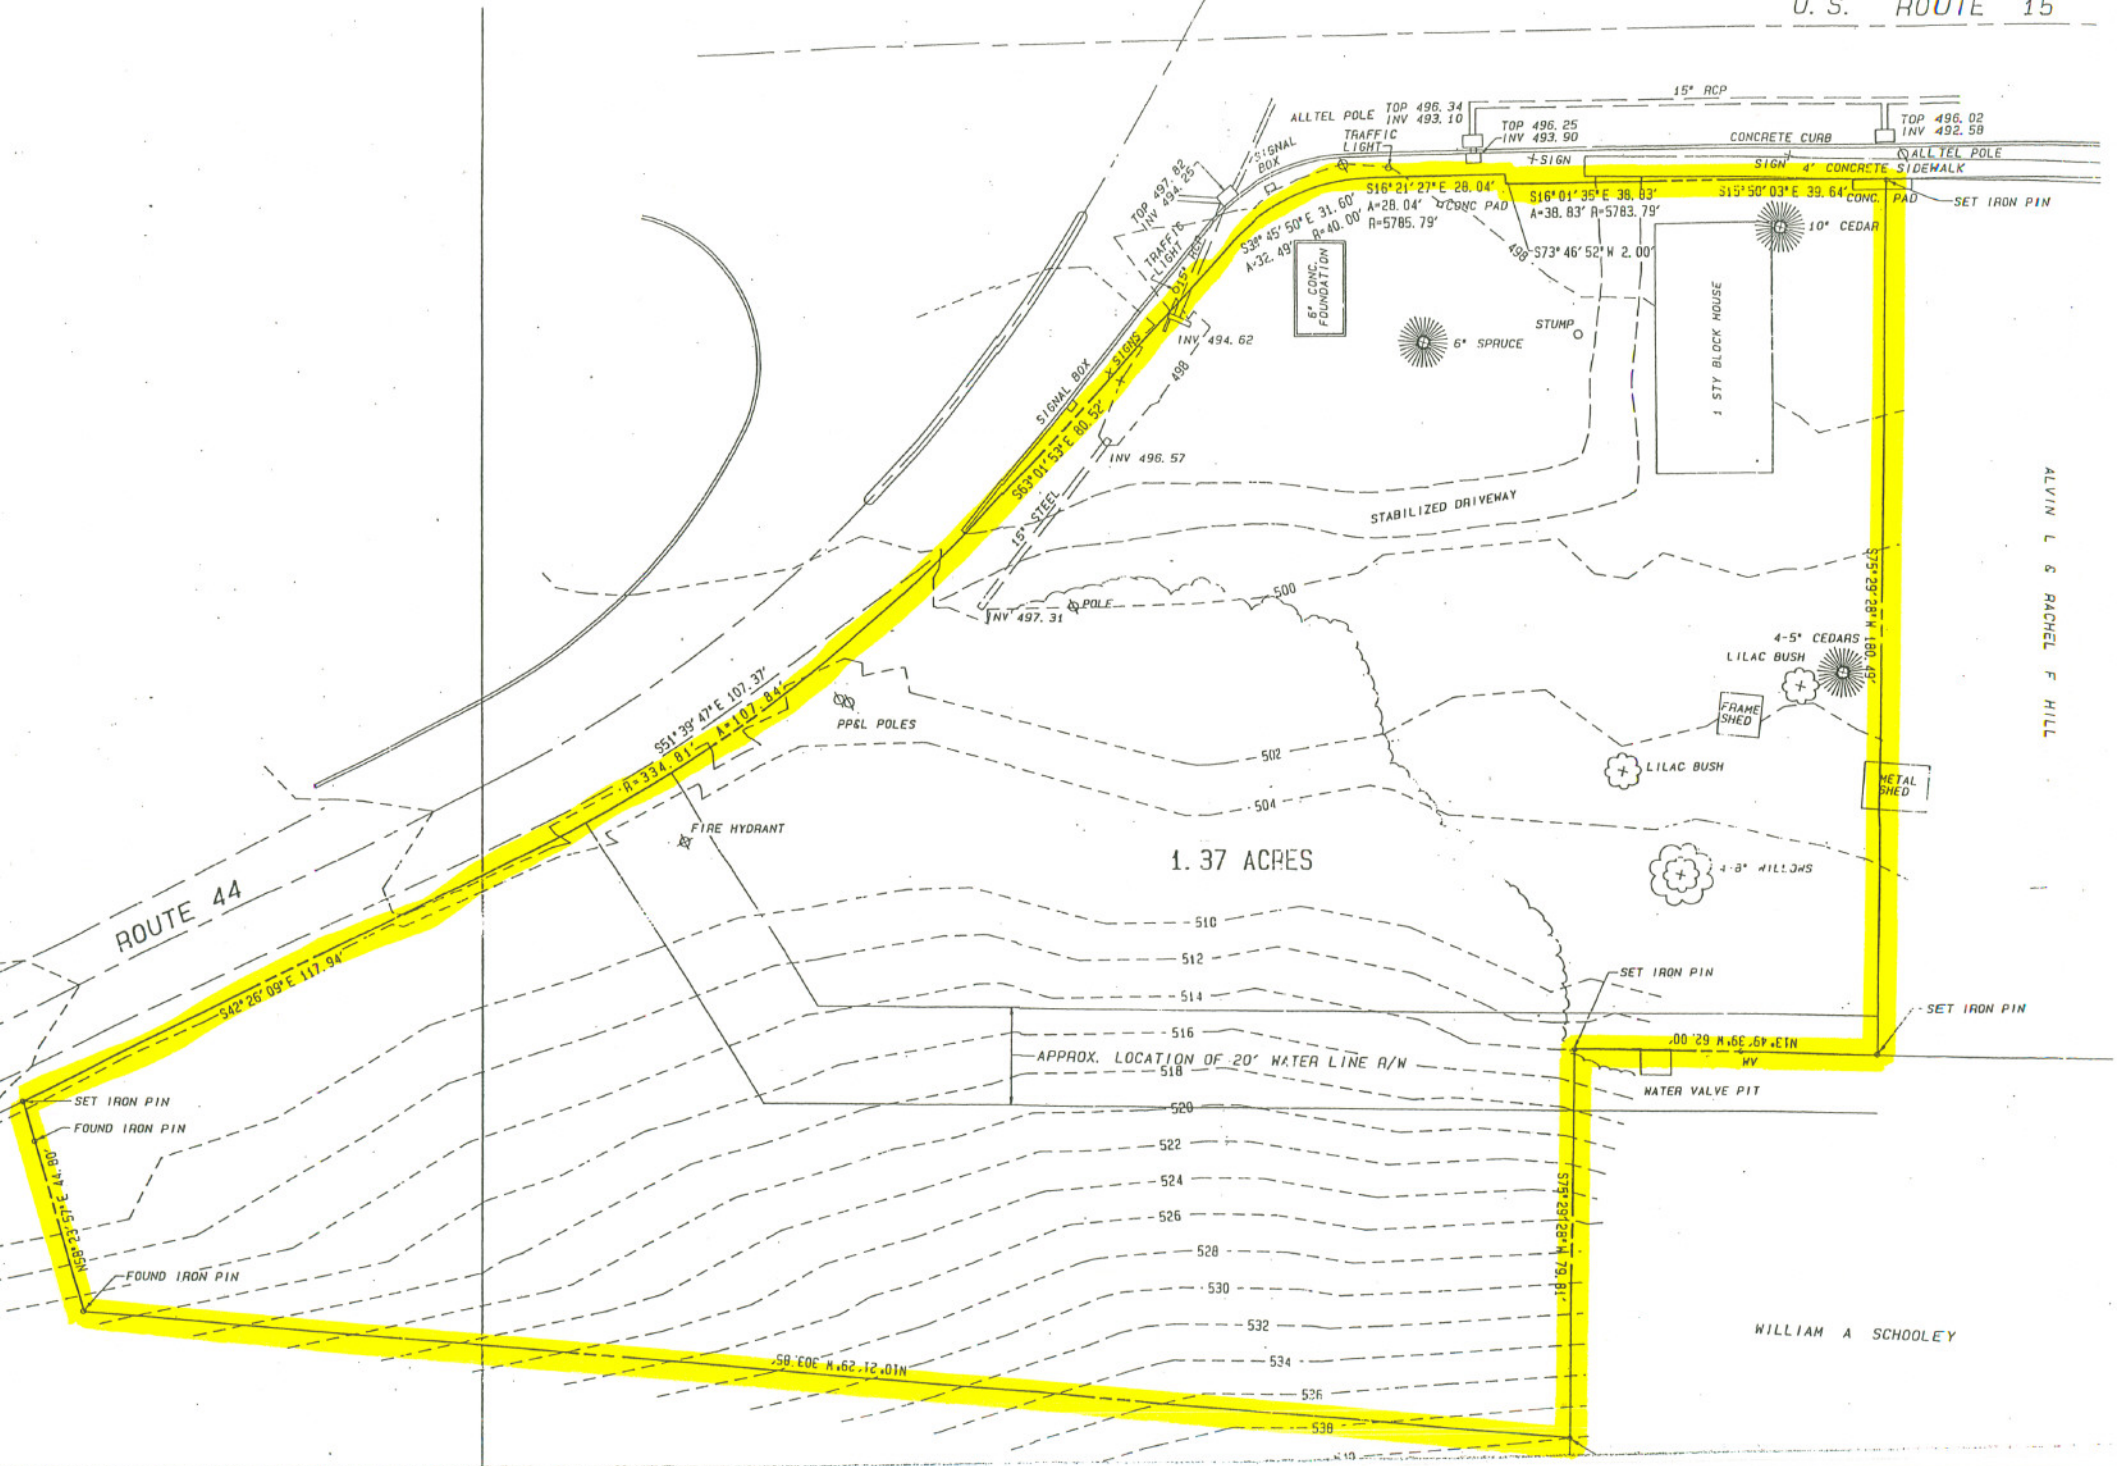 U.S. ROUTE 15
15" RCP
ALLTEL POLE
TOP 496.34
INV 493.10
TRAFFIC
LIGHT
TOP 496.25
INV 493.90
CONCRETE CURB
TOP 496.02
INV 492.58
SIGN
SIGN
4' CONCRETE SIDEWALK
ALLTEL POLE
SIGNAL
BOX
TOP 497.82
INV 494.25
TRAFFIC
LIGHT
15" RCP
S39°45'50"E 31.60'
A=32.49' R=40.00'
S16°21'27"E 28.04'
A=28.04'
R=5785.79'
CONC PAD
S16°01'35"E 38.83'
A=38.83' R=5783.79'
S15°50'03"E 39.64'
CONC. PAD
SET IRON PIN
S73°46'52"W 2.00'
10" CEDAR
498
6" CONC.
FOUNDATION
1 STY BLOCK HOUSE
STUMP
6" SPRUCE
INV 494.62
SIGNS
498
SIGNAL BOX
S63°01'53"E 80.52'
INV 496.57
15" STEEL
STABILIZED DRIVEWAY
ALVIN L & RACHEL F HILL
S75°29'28"W 180.49'
500
POLE
INV 497.31
4-5" CEDARS
LILAC BUSH
FRAME
SHED
LILAC BUSH
METAL
SHED
S51°39'47"E 107.37'
R=334.81' A=107.84'
PP&L POLES
502
504
FIRE HYDRANT
1.37 ACRES
4-8" WILLOWS
ROUTE 44
S42°26'09"E 117.94'
510
512
514
516
APPROX. LOCATION OF 20' WATER LINE R/W
518
520
522
524
526
528
530
532
534
536
538
SET IRON PIN
SET IRON PIN
N13°49'39"W 62.00'
WV
WATER VALVE PIT
SET IRON PIN
FOUND IRON PIN
N58°23'57"E 44.80'
FOUND IRON PIN
S75°29'28"W 79.81'
N10°21'29"W 303.85'
WILLIAM A SCHOOLEY